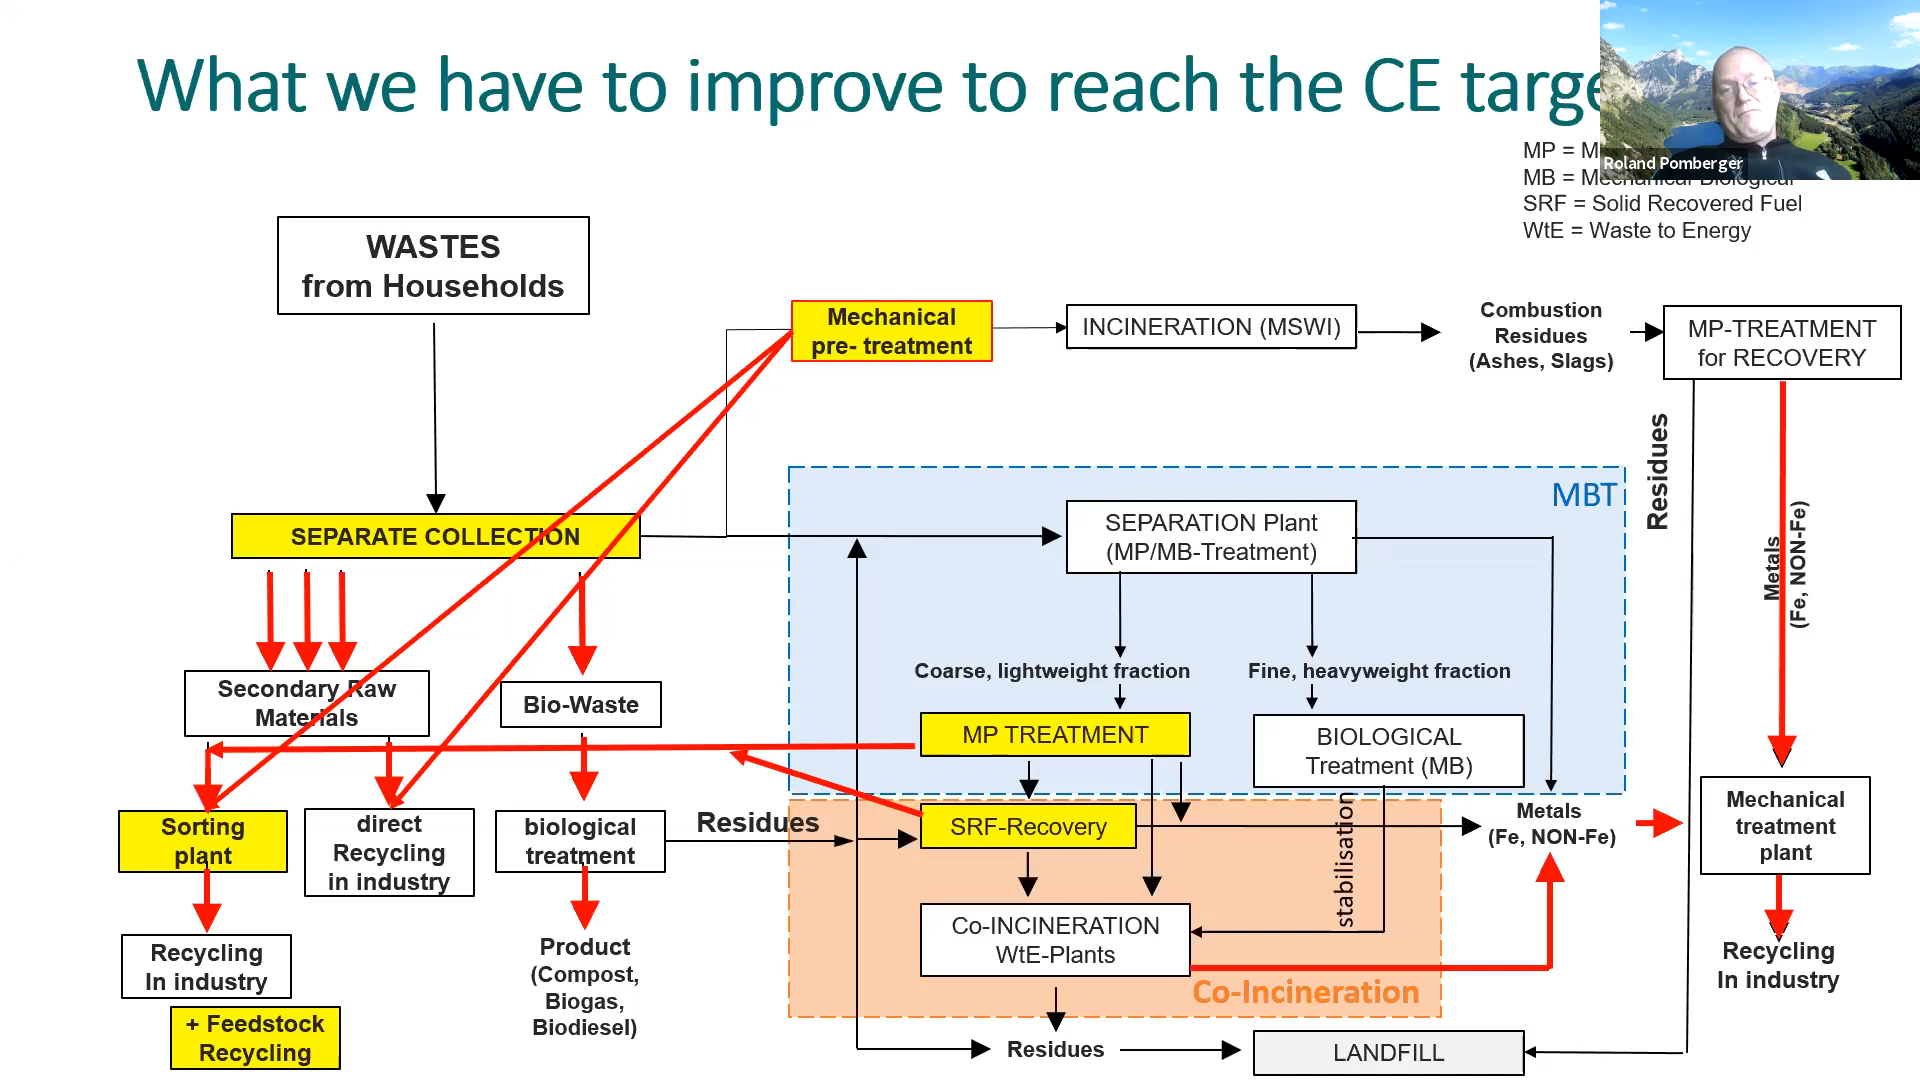 What we have to improve to reach the CE targe
Roland Pomberger
MP = M
MB = Mechanical Biological
SRF = Solid Recovered Fuel
WtE = Waste to Energy
WASTES
from Households
Mechanical
pre- treatment
INCINERATION (MSWI)
Combustion
Residues
(Ashes, Slags)
MP-TREATMENT
for RECOVERY
Residues
Metals
(Fe, NON-Fe)
MBT
SEPARATE COLLECTION
SEPARATION Plant
(MP/MB-Treatment)
Coarse, lightweight fraction
Fine, heavyweight fraction
Secondary Raw
Materials
Bio-Waste
MP TREATMENT
BIOLOGICAL
Treatment (MB)
Sorting
plant
direct
Recycling
in industry
biological
treatment
Residues
SRF-Recovery
stabilisation
Metals
(Fe, NON-Fe)
Mechanical
treatment
plant
Co-INCINERATION
WtE-Plants
Co-Incineration
Recycling
In industry
Product
(Compost,
Biogas,
Biodiesel)
Recycling
In industry
+ Feedstock
Recycling
Residues
LANDFILL